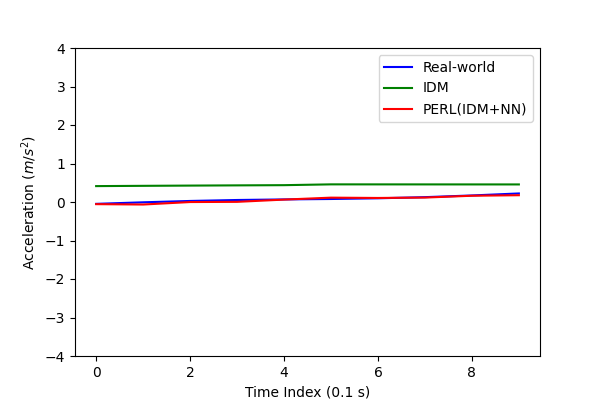 Real-world
IDM
PERL(IDM+NN)
4
3
2
1
0
−1
−2
−3
−4
Acceleration (m/s²)
0
2
4
6
8
Time Index (0.1 s)